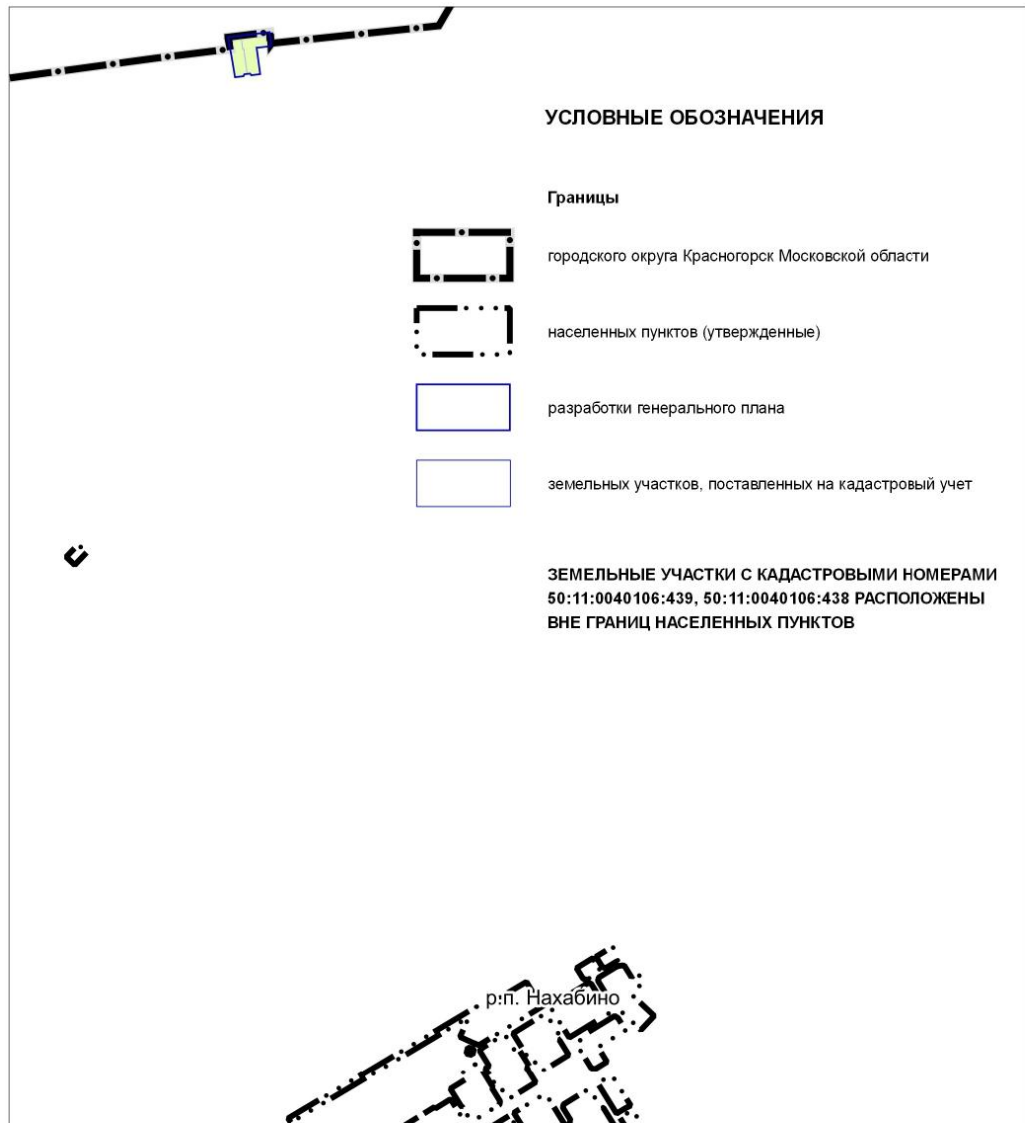 УСЛОВНЫЕ ОБОЗНАЧЕНИЯ
Границы
городского округа Красногорск Московской области
населенных пунктов (утвержденные)
разработки генерального плана
земельных участков, поставленных на кадастровый учет
ЗЕМЕЛЬНЫЕ УЧАСТКИ С КАДАСТРОВЫМИ НОМЕРАМИ
50:11:0040106:439, 50:11:0040106:438 РАСПОЛОЖЕНЫ
ВНЕ ГРАНИЦ НАСЕЛЕННЫХ ПУНКТОВ
р.п. Нахабино